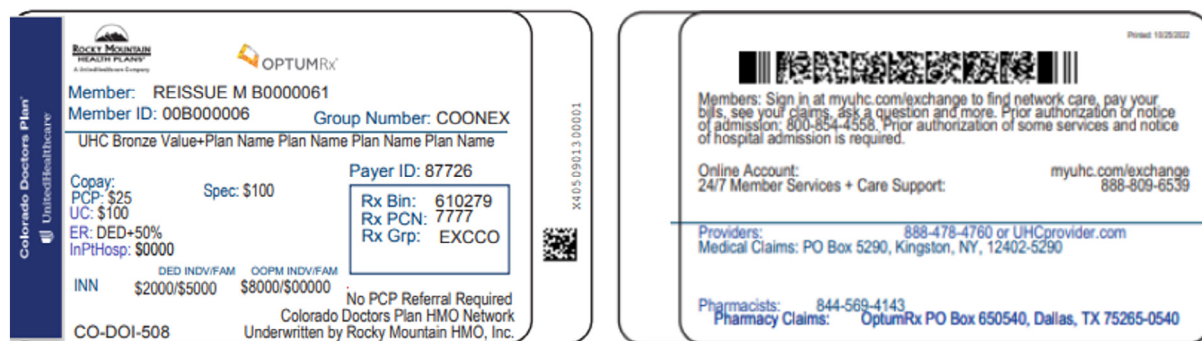 Colorado Doctors Plan
UnitedHealthcare
ROCKY MOUNTAIN
HEALTH PLANS
A UnitedHealthcare Company
OPTUMRx
Member: REISSUE M B0000061
Member ID: 00B000006 Group Number: COONEX
UHC Bronze Value+Plan Name Plan Name Plan Name Plan Name
Copay:
PCP: $25 Spec: $100
UC: $100
ER: DED+50%
InPtHosp: $0000
Payer ID: 87726
Rx Bin: 610279
Rx PCN: 7777
Rx Grp: EXCCO
DED INDV/FAM OOPM INDV/FAM
INN $2000/$5000 $8000/$00000
No PCP Referral Required
Colorado Doctors Plan HMO Network
CO-DOI-508 Underwritten by Rocky Mountain HMO, Inc.
X405D90130 0001
Printed: 10/25/2022
Members: Sign in at myuhc.com/exchange to find network care, pay your
bills, see your claims, ask a question and more. Prior authorization or notice
of admission: 800-854-4558. Prior authorization of some services and notice
of hospital admission is required.
Online Account: myuhc.com/exchange
24/7 Member Services + Care Support: 888-809-6539
Providers: 888-478-4760 or UHCprovider.com
Medical Claims: PO Box 5290, Kingston, NY, 12402-5290
Pharmacists: 844-569-4143
Pharmacy Claims: OptumRx PO Box 650540, Dallas, TX 75265-0540